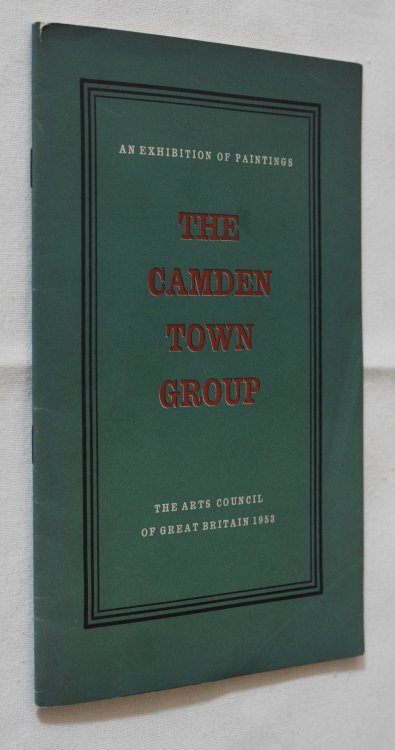 AN EXHIBITION OF PAINTINGS
THE
CAMDEN
TOWN
GROUP
THE ARTS COUNCIL
OF GREAT BRITAIN 1953